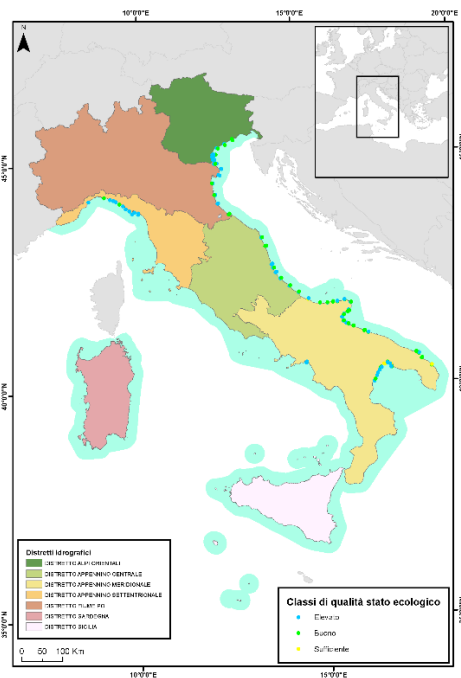 10°0'0"E 15°0'0"E 20°0'0"E
N
45°0'0"N
40°0'0"N
Distretti Idrografici
DISTRETTO ALPI ORIENTALI
DISTRETTO APPENNINO CENTRALE
DISTRETTO APPENNINO MERIDIONALE
DISTRETTO APPENNINO SETTENTRIONALE
DISTRETTO FIUME PO
DISTRETTO SARDEGNA
DISTRETTO SICILIA
Classi di qualità stato ecologico
Elevato
Buono
Sufficiente
35°0'0"N
0 50 100 Km
10°0'0"E 15°0'0"E